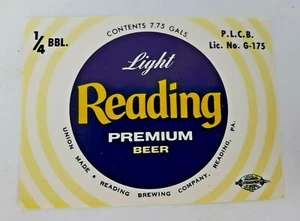 CONTENTS 7.75 GALS.
1/4 BBL.
P.L.C.B.
Lic. No. G-175
Light
Reading
PREMIUM
BEER
UNION MADE ★ READING BREWING COMPANY, READING, PA.